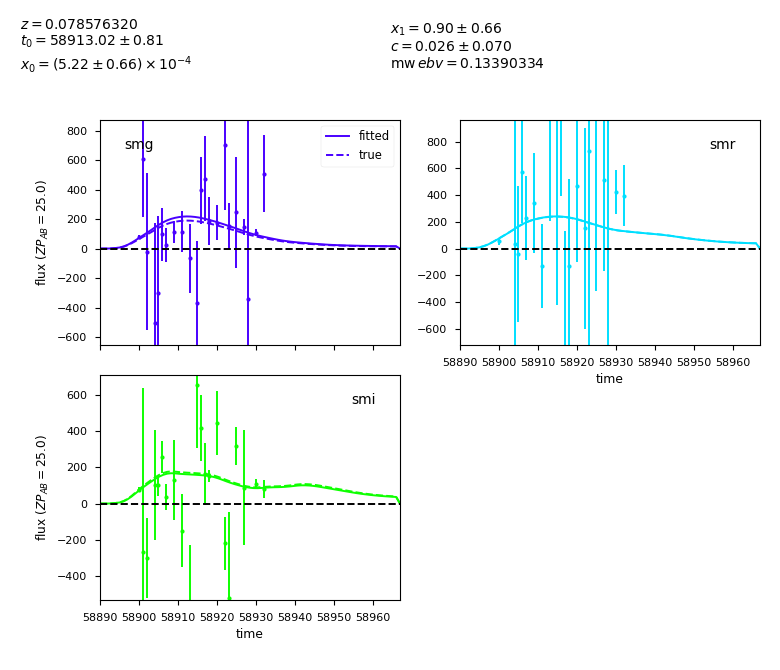 z = 0.078576320
t₀ = 58913.02 ± 0.81
x₀ = (5.22 ± 0.66) × 10⁻⁴
x₁ = 0.90 ± 0.66
c = 0.026 ± 0.070
mw ebv = 0.13390334
smg
fitted
true
flux (ZP_AB = 25.0)
800
600
400
200
0
−200
−400
−600
smr
800
600
400
200
0
−200
−400
−600
58890 58900 58910 58920 58930 58940 58950 58960
time
smi
flux (ZP_AB = 25.0)
600
400
200
0
−200
−400
58890 58900 58910 58920 58930 58940 58950 58960
time